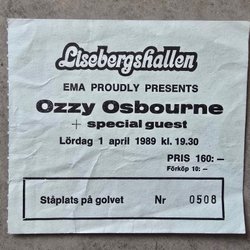 Lisebergshallen
EMA PROUDLY PRESENTS
Ozzy Osbourne
+ special guest
Lördag 1 april 1989 kl. 19.30
PRIS 160:—
Förköp 10:—
Ståplats på golvet Nr 0508